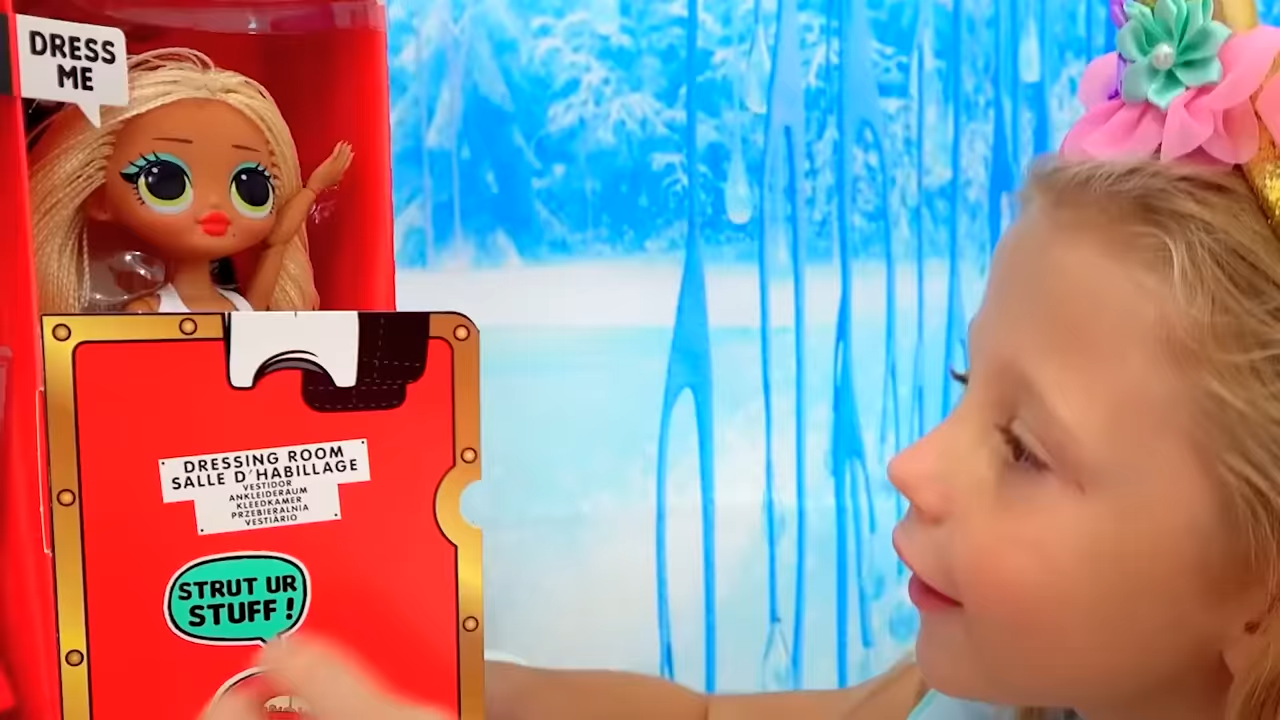 DRESS
ME
DRESSING ROOM
SALLE D'HABILLAGE
VESTIDOR
ANKLEIDERAUM
KLEEDKAMER
PRZEBIERALNIA
VESTIÁRIO
STRUT UR
STUFF!